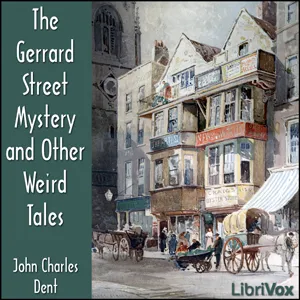 The
Gerrard
Street
Mystery
and Other
Weird
Tales
John Charles
Dent
LibriVox